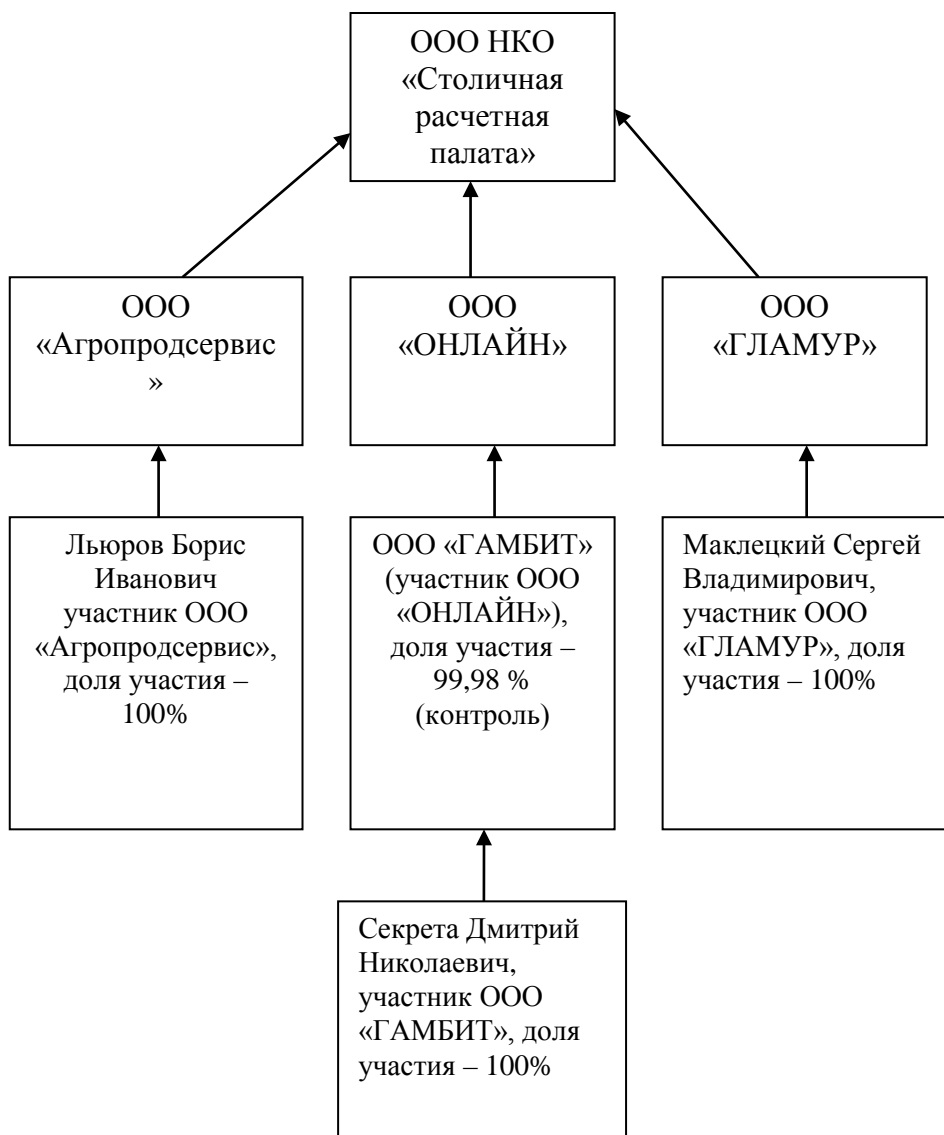 ООО НКО
«Столичная
расчетная
палата»
ООО
«Агропродсервис
»
ООО
«ОНЛАЙН»
ООО
«ГЛАМУР»
Льюров Борис
Иванович
участник ООО
«Агропродсервис»,
доля участия –
100%
ООО «ГАМБИТ»
(участник ООО
«ОНЛАЙН»),
доля участия –
99,98 %
(контроль)
Маклецкий Сергей
Владимирович,
участник ООО
«ГЛАМУР», доля
участия – 100%
Секрета Дмитрий
Николаевич,
участник ООО
«ГАМБИТ», доля
участия – 100%